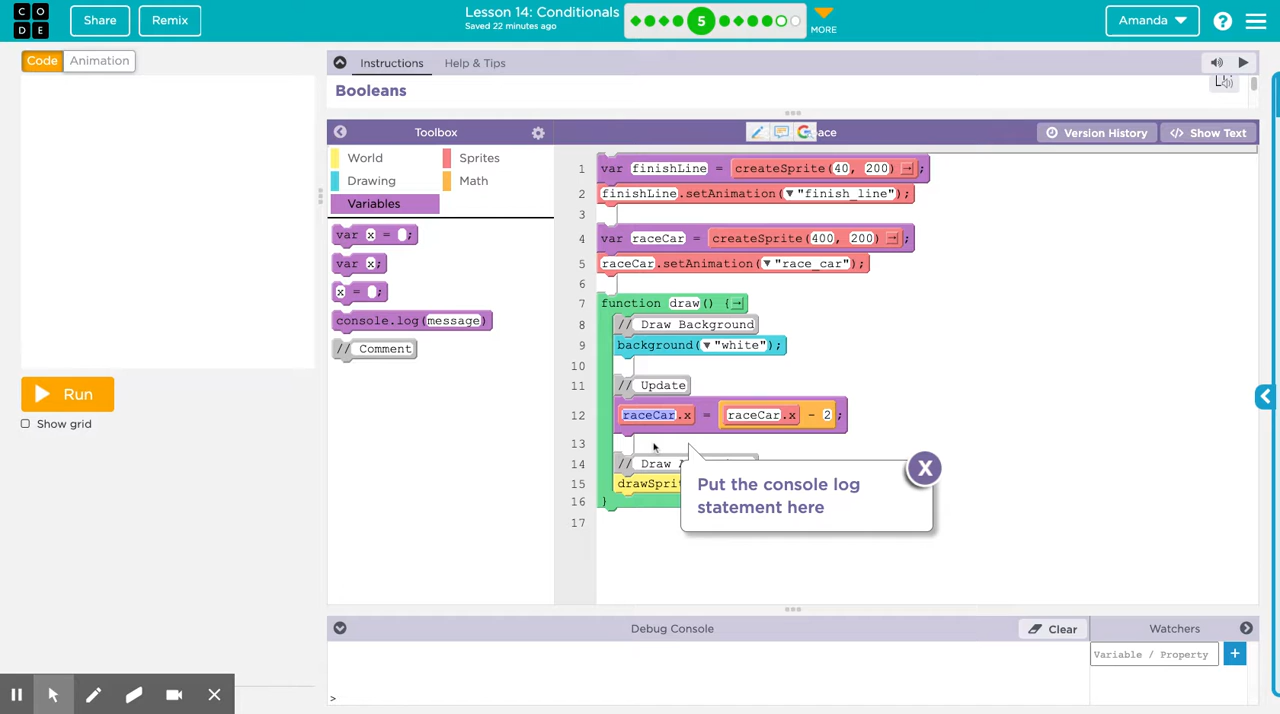 C O
D E
Share
Remix
Lesson 14: Conditionals
Saved 22 minutes ago
5
MORE
Amanda
?
Code
Animation
Instructions
Help & Tips
Booleans
Toolbox
pace
Version History
</> Show Text
World
Sprites
Drawing
Math
Variables
var x = ;
var x;
x = ;
console.log(message)
// Comment
1 var finishLine = createSprite(40, 200) → ;
2 finishLine.setAnimation(▼"finish_line");
3
4 var raceCar = createSprite(400, 200) → ;
5 raceCar.setAnimation(▼"race_car");
6
7 function draw() {→
8 // Draw Background
9 background(▼"white");
10
11 // Update
12 raceCar.x = raceCar.x - 2;
13
14 // Draw
15 drawSpri
16 }
17
Put the console log
statement here
X
Run
Show grid
Debug Console
Clear
Watchers
Variable / Property
+
>